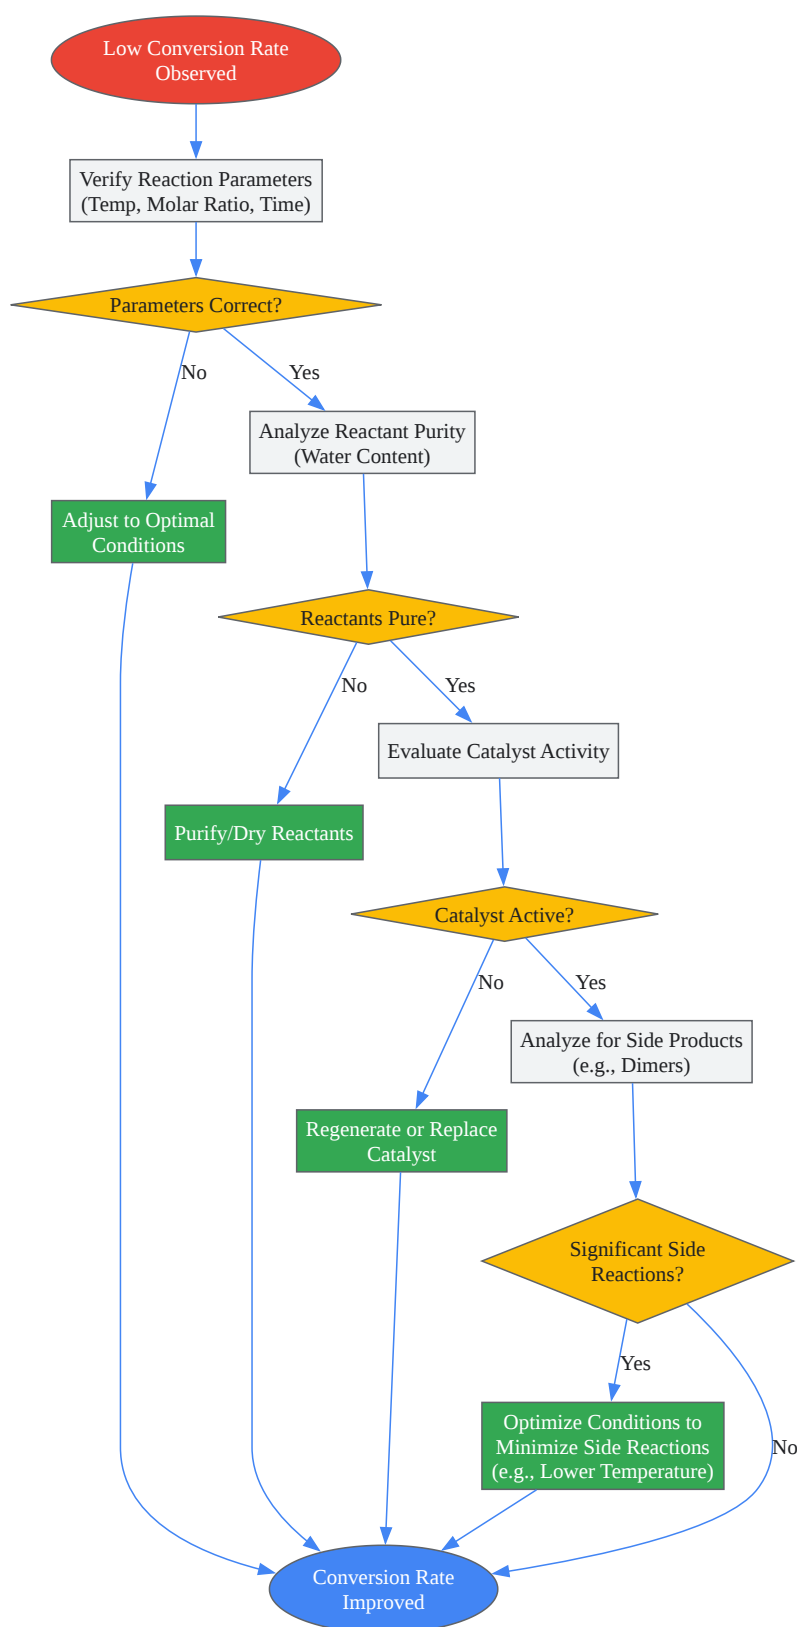 Low Conversion Rate
Observed
Verify Reaction Parameters
(Temp, Molar Ratio, Time)
Parameters Correct?
No
Yes
Analyze Reactant Purity
(Water Content)
Adjust to Optimal
Conditions
Reactants Pure?
No
Yes
Evaluate Catalyst Activity
Purify/Dry Reactants
Catalyst Active?
No
Yes
Analyze for Side Products
(e.g., Dimers)
Regenerate or Replace
Catalyst
Significant Side
Reactions?
Yes
Optimize Conditions to
Minimize Side Reactions
(e.g., Lower Temperature)
No
Conversion Rate
Improved